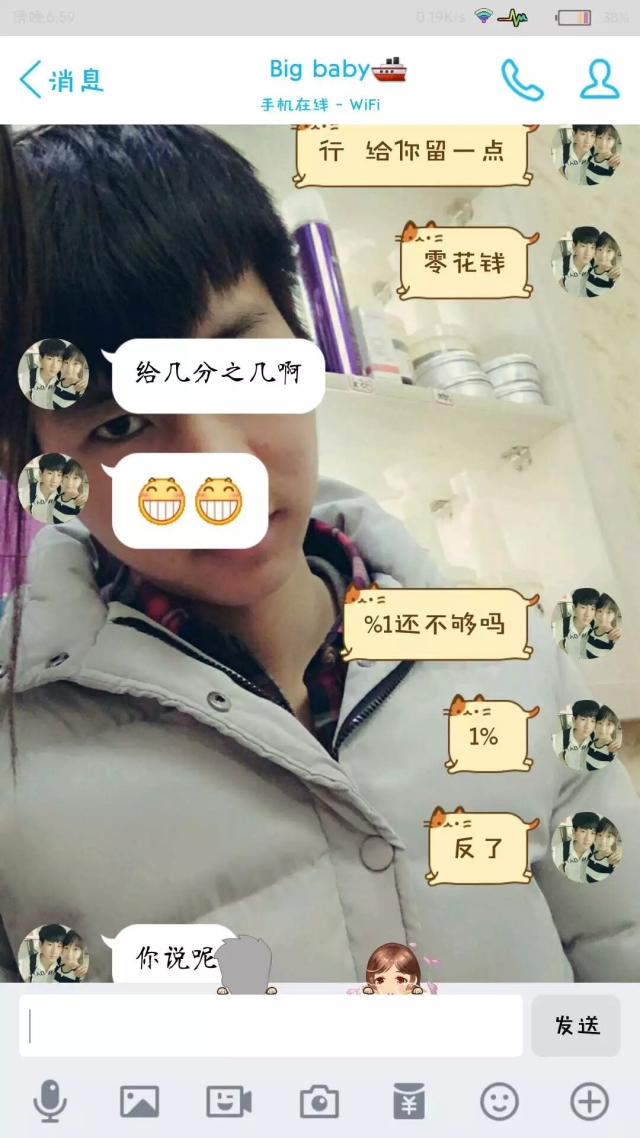 傍晚6:59
0.19K/s
38%
消息
Big baby
手机在线 - WiFi
行 给你留一点
零花钱
给几分之几啊
%1还不够吗
1%
反了
你说呢
发送